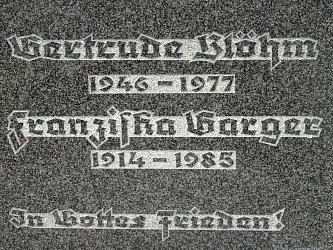 Gertrude Blöhm
1946 – 1977
Franziska Garger
1914 – 1985
In Gottes Frieden!